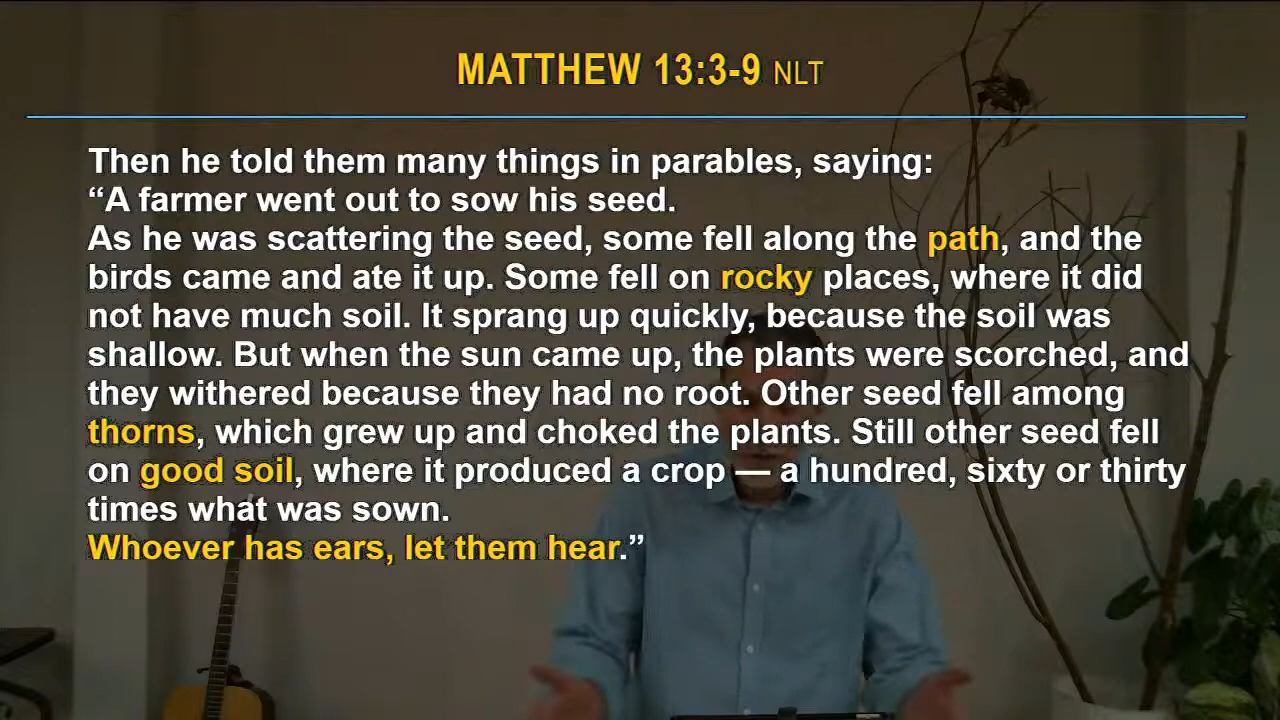 MATTHEW 13:3-9 NLT
Then he told them many things in parables, saying:
“A farmer went out to sow his seed.
As he was scattering the seed, some fell along the path, and the
birds came and ate it up. Some fell on rocky places, where it did
not have much soil. It sprang up quickly, because the soil was
shallow. But when the sun came up, the plants were scorched, and
they withered because they had no root. Other seed fell among
thorns, which grew up and choked the plants. Still other seed fell
on good soil, where it produced a crop — a hundred, sixty or thirty
times what was sown.
Whoever has ears, let them hear.”